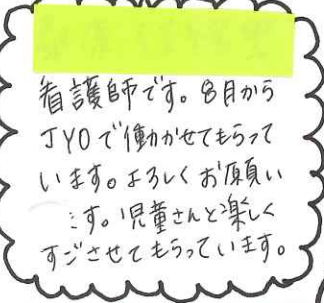 看護師です。8月から
JYOで働かせてもらって
います。よろしくお願い
す。児童さんと楽しく
すごさせてもらっています。